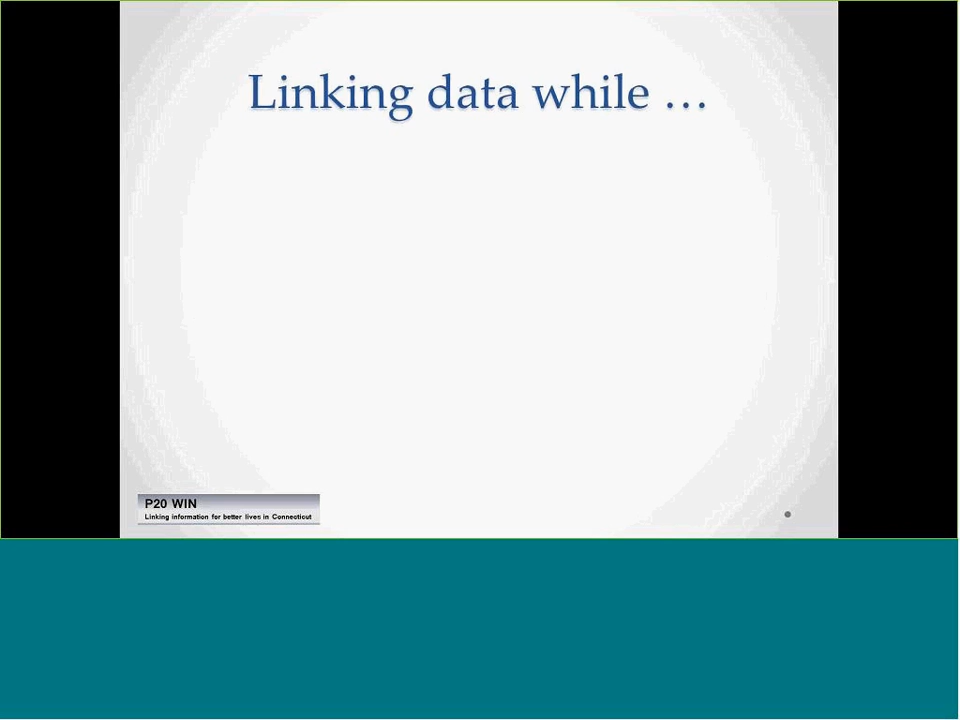 Linking data while …
P20 WIN
Linking information for better lives in Connecticut